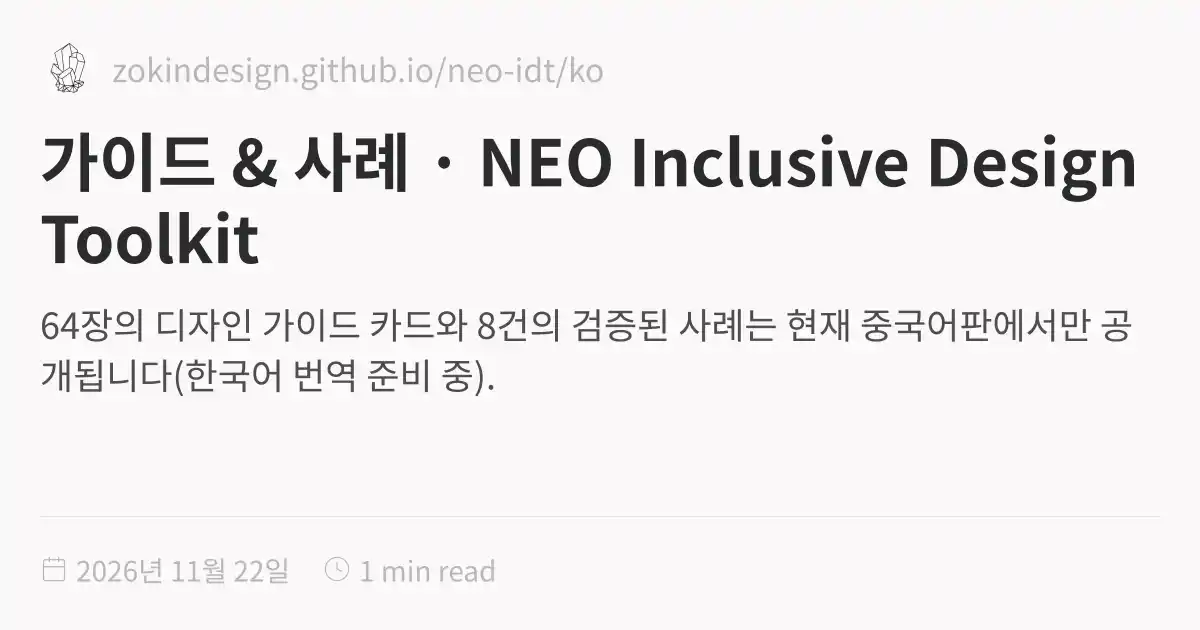 zokindesign.github.io/neo-idt/ko
가이드 & 사례 · NEO Inclusive Design
Toolkit
64장의 디자인 가이드 카드와 8건의 검증된 사례는 현재 중국어판에서만 공
개됩니다(한국어 번역 준비 중).
2026년 11월 22일 1 min read